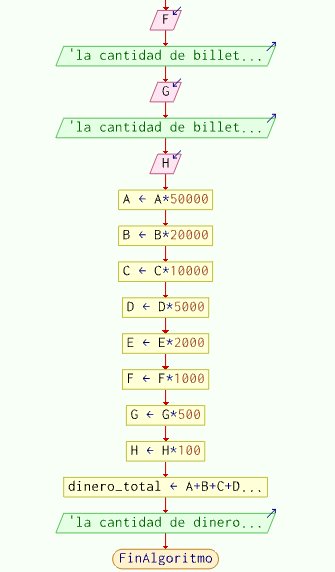 F
'la cantidad de billet...
G
'la cantidad de billet...
H
A ← A*50000
B ← B*20000
C ← C*10000
D ← D*5000
E ← E*2000
F ← F*1000
G ← G*500
H ← H*100
dinero_total ← A+B+C+D...
'la cantidad de dinero...
FinAlgoritmo